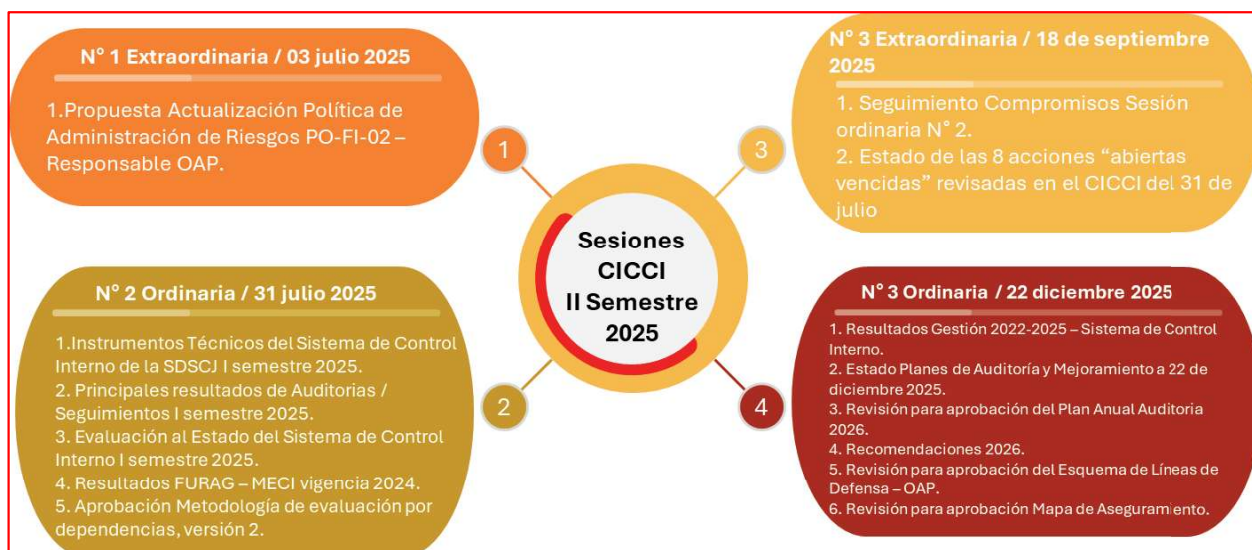 N° 1 Extraordinaria / 03 julio 2025
1.Propuesta Actualización Política de
Administración de Riesgos PO-FI-02 –
Responsable OAP.
1
N° 2 Ordinaria / 31 julio 2025
1.Instrumentos Técnicos del Sistema de Control
Interno de la SDSCJ I semestre 2025.
2. Principales resultados de Auditorias /
Seguimientos I semestre 2025.
3. Evaluación al Estado del Sistema de Control
Interno I semestre 2025.
4. Resultados FURAG – MECI vigencia 2024.
5. Aprobación Metodología de evaluación por
dependencias, versión 2.
2
Sesiones
CICCI
II Semestre
2025
N° 3 Extraordinaria / 18 de septiembre
2025
1. Seguimiento Compromisos Sesión
ordinaria N° 2.
2. Estado de las 8 acciones “abiertas
vencidas” revisadas en el CICCI del 31 de
julio
3
N° 3 Ordinaria / 22 diciembre 2025
1. Resultados Gestión 2022-2025 – Sistema de Control
Interno.
2. Estado Planes de Auditoría y Mejoramiento a 22 de
diciembre 2025.
3. Revisión para aprobación del Plan Anual Auditoria
2026.
4. Recomendaciones 2026.
5. Revisión para aprobación del Esquema de Líneas de
Defensa – OAP.
6. Revisión para aprobación Mapa de Aseguramiento.
4